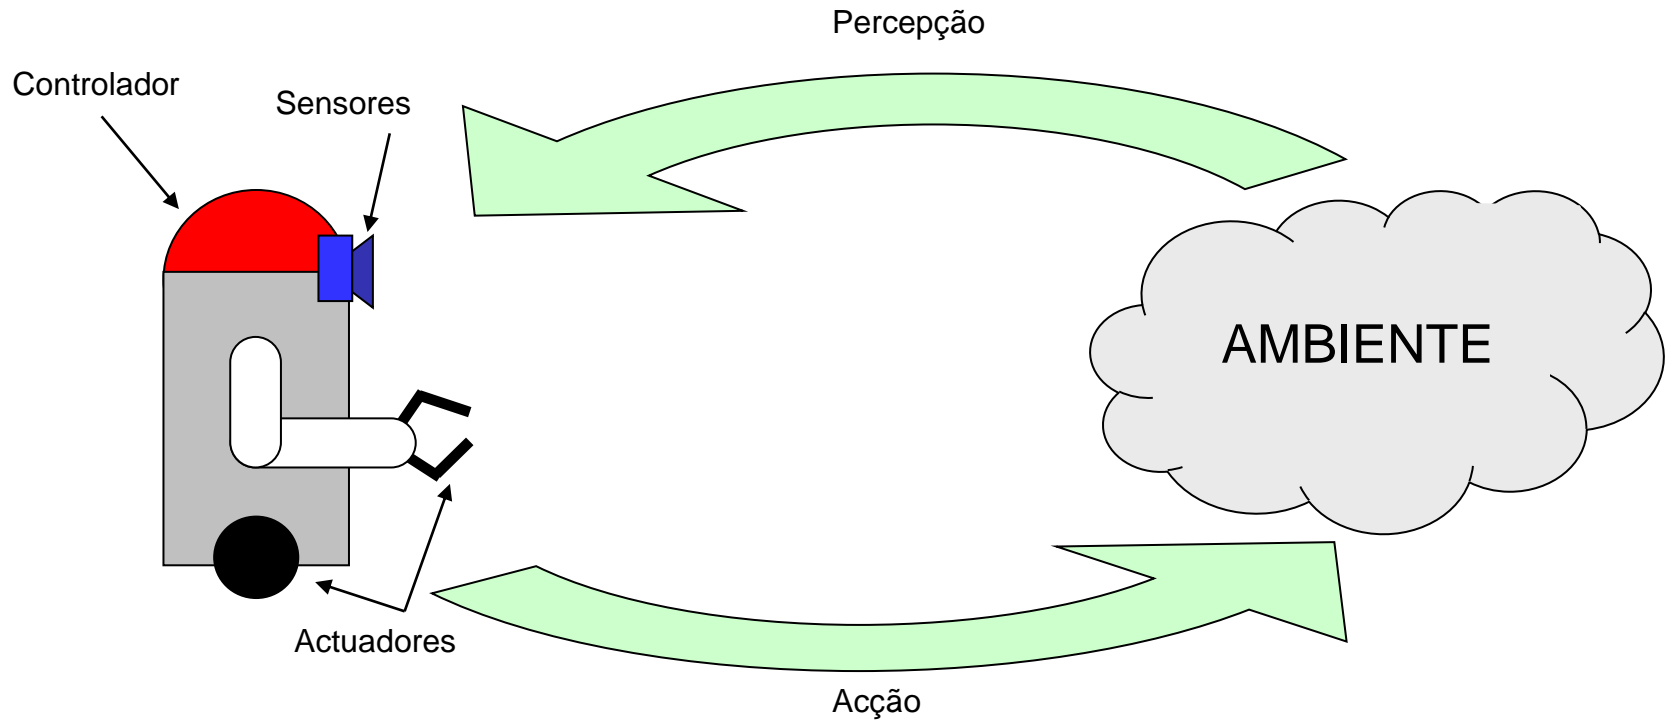 Percepção
Controlador
Sensores
AMBIENTE
Actuadores
Acção